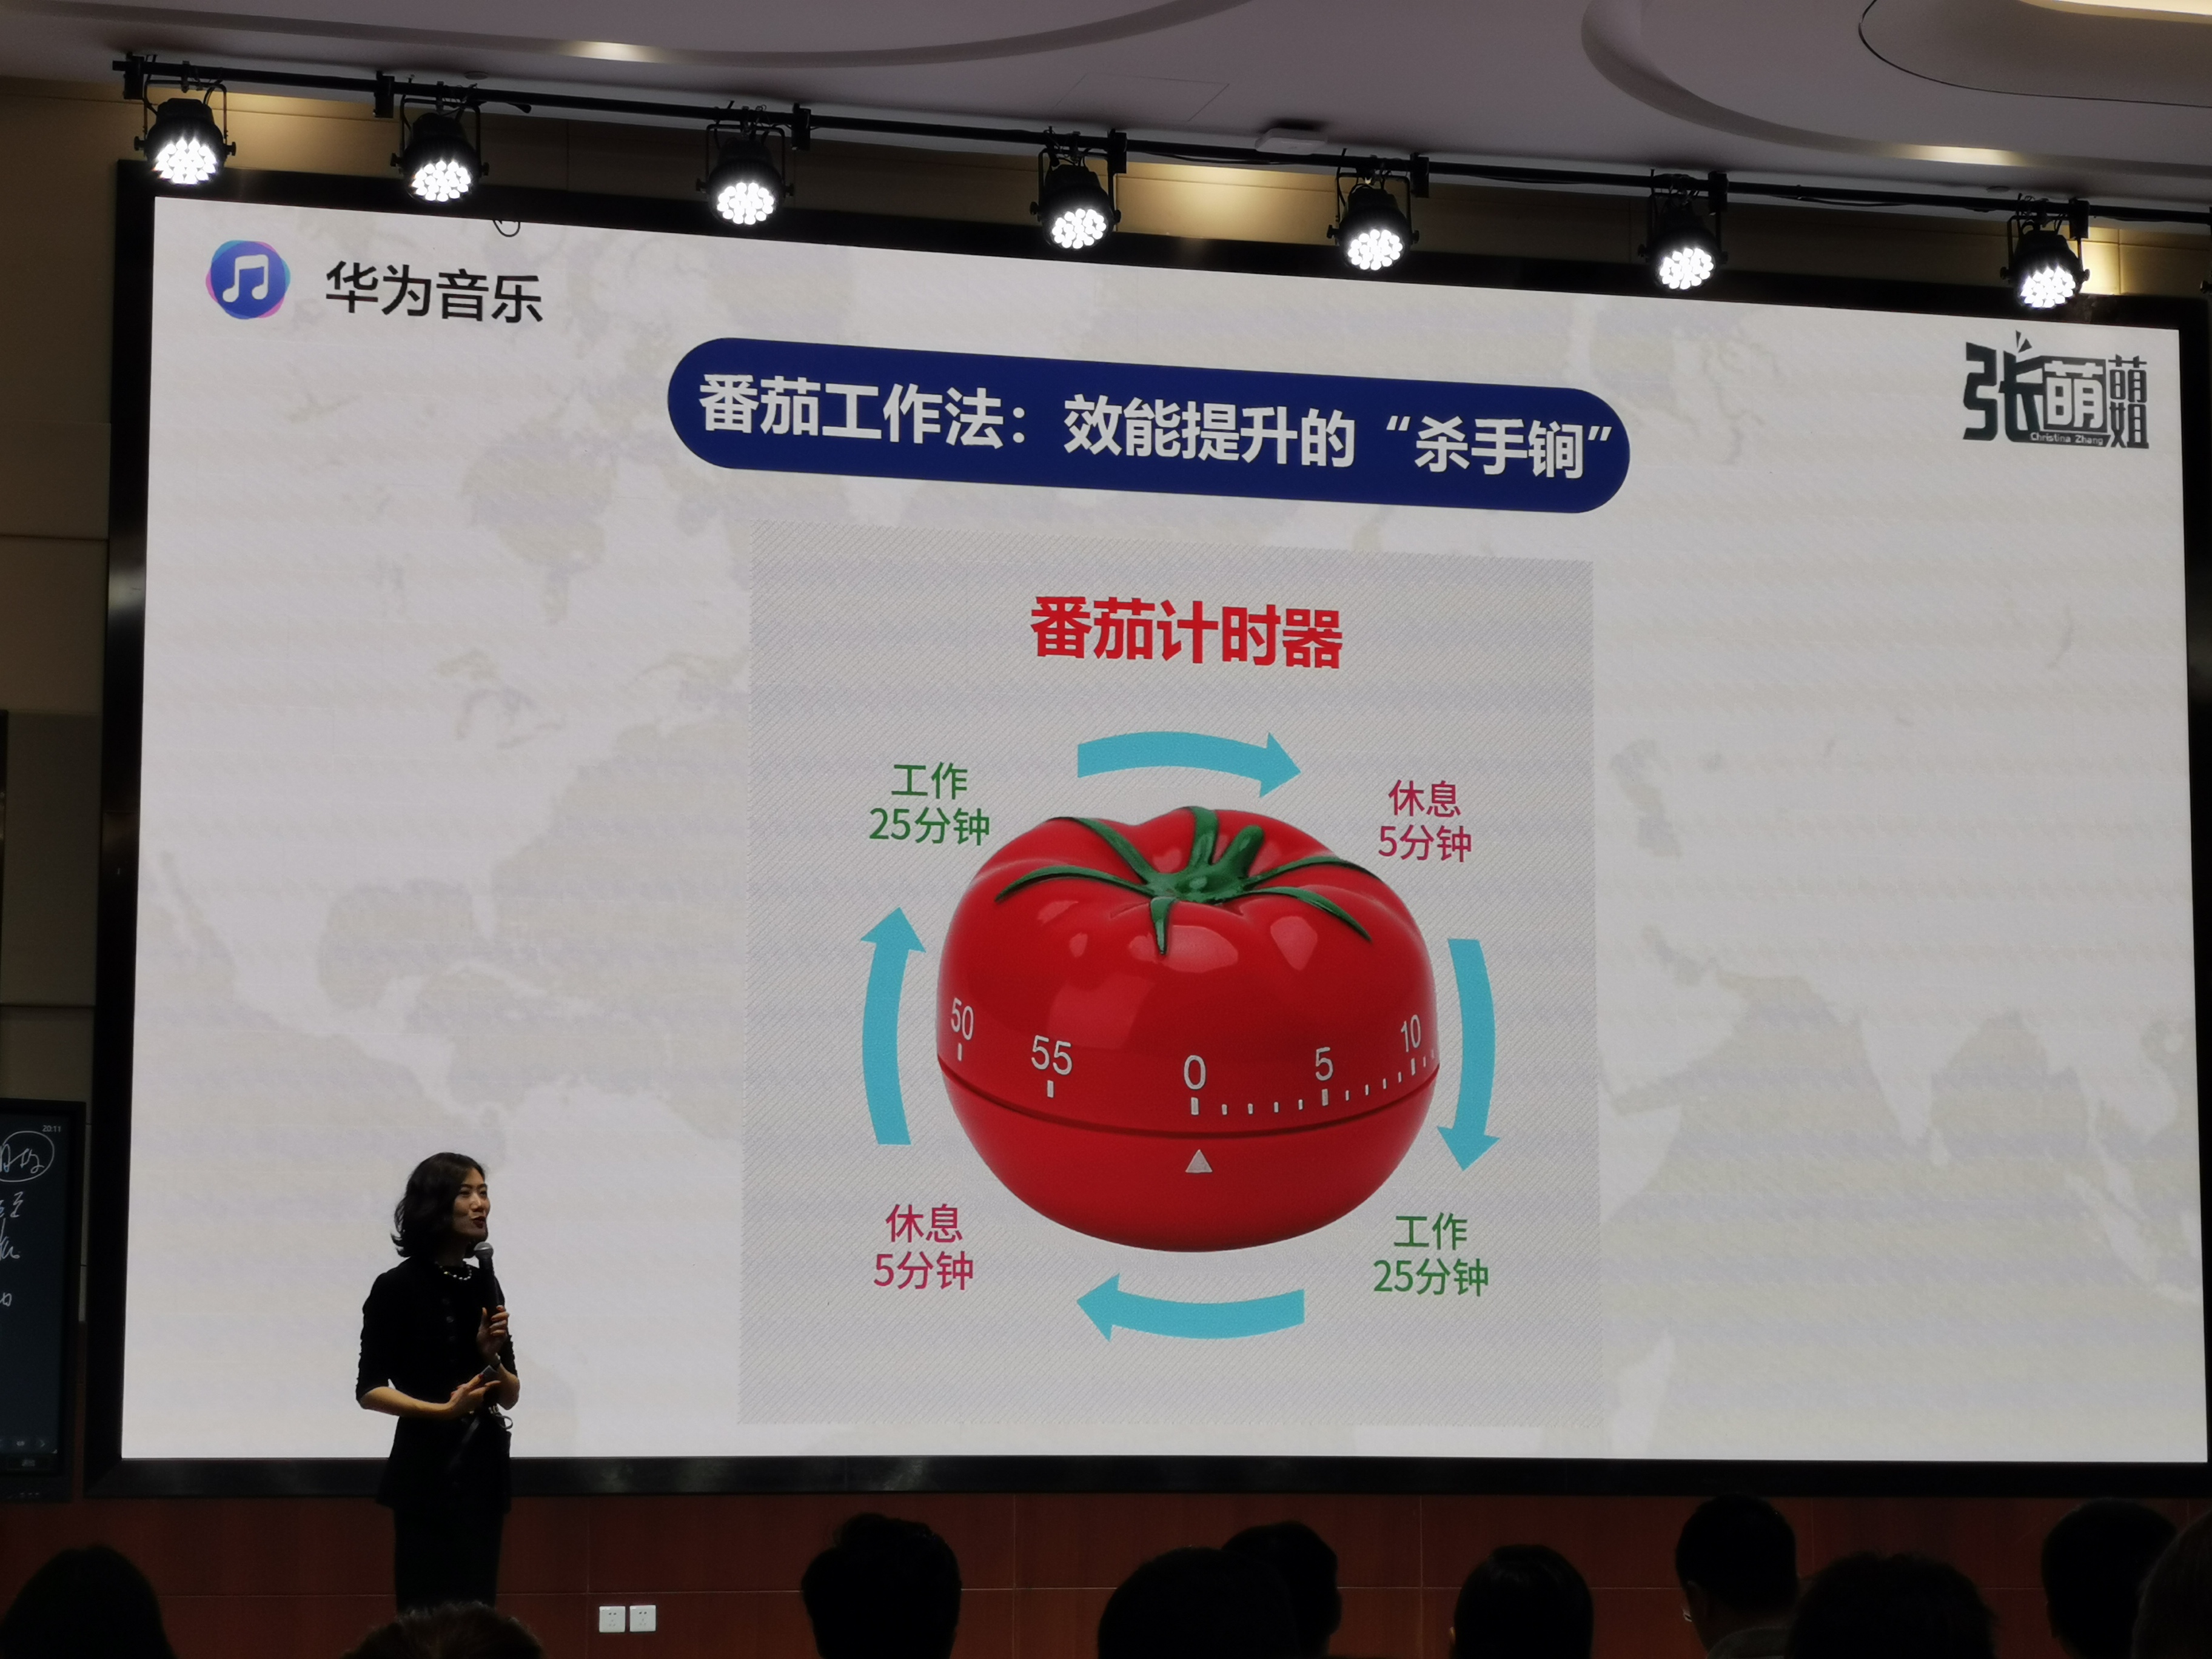 华为音乐
张萌萌姐
Christina Zhang
番茄工作法：效能提升的“杀手锏”
番茄计时器
工作
25分钟
休息
5分钟
50
55
0
5
10
休息
5分钟
工作
25分钟
20:11